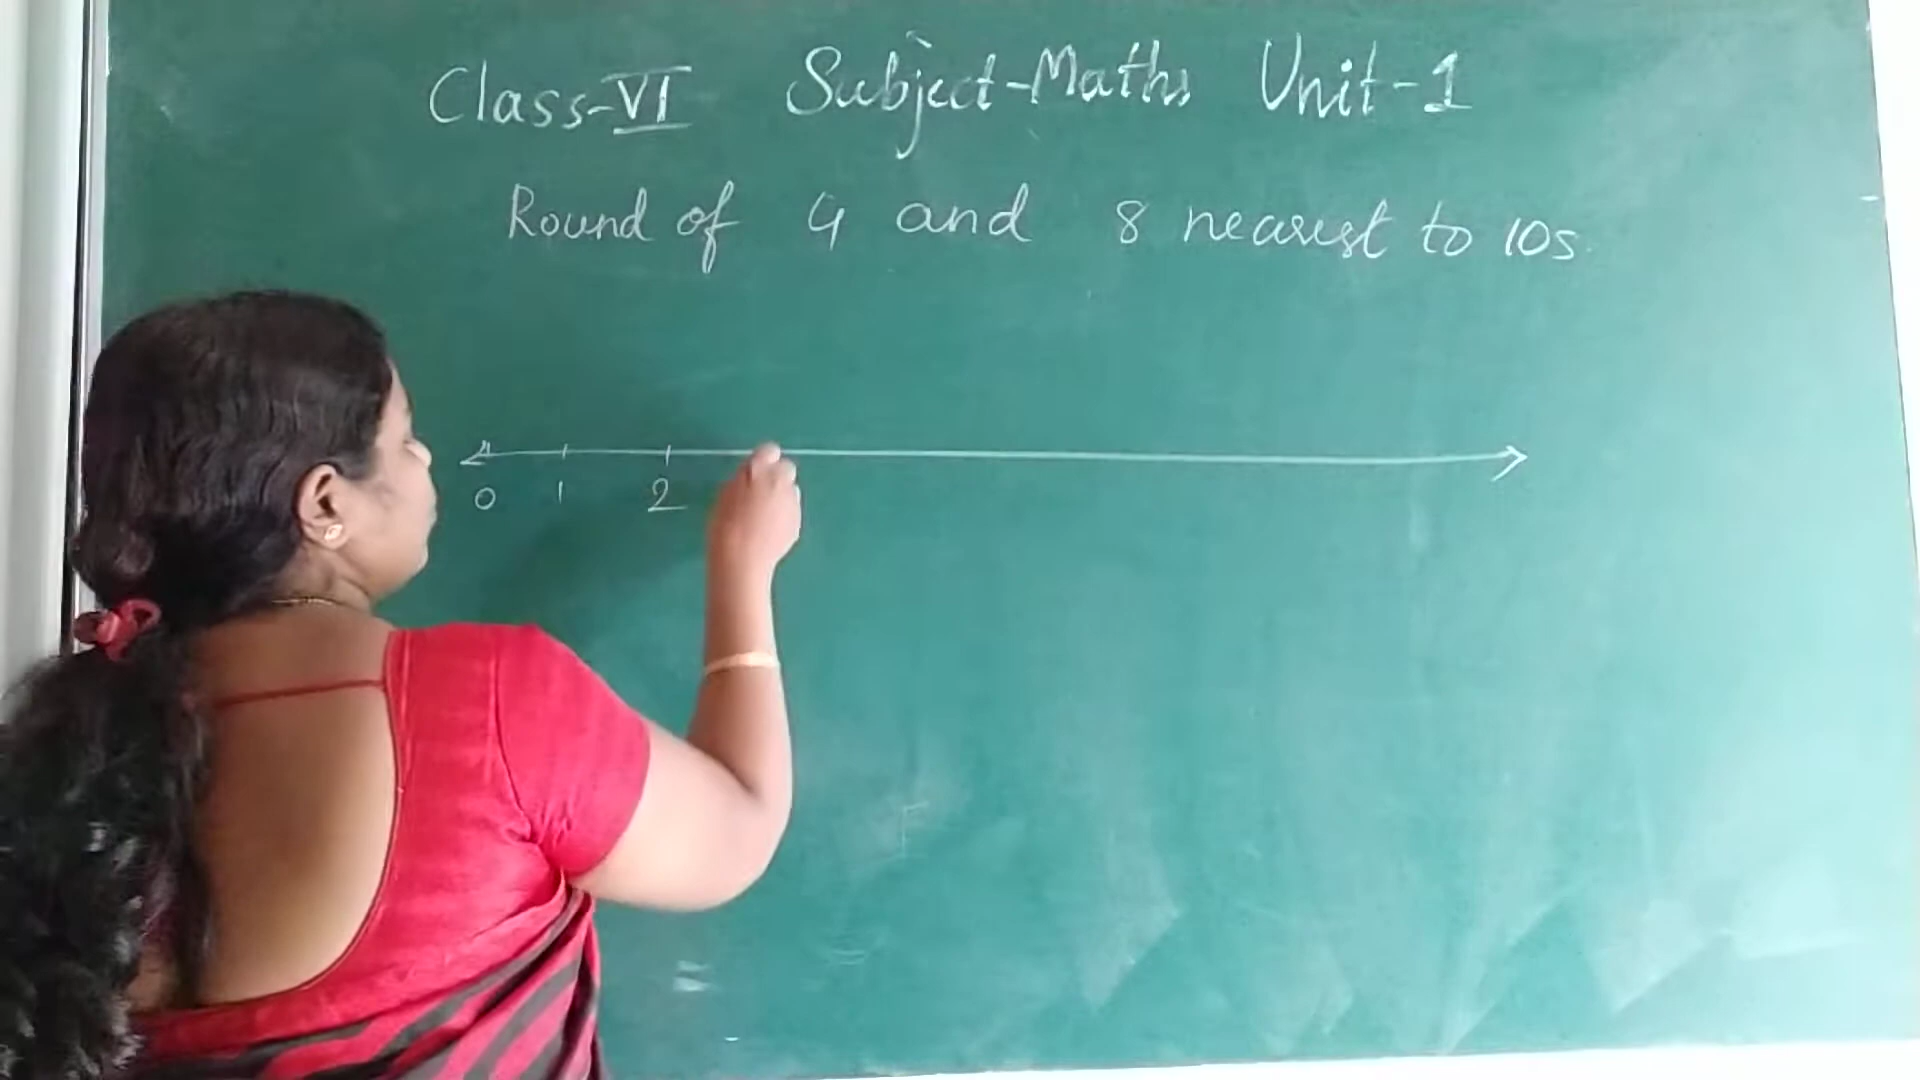 Class-VI Subject-Maths Unit-1
Round of 4 and 8 nearest to 10s.
0 1 2